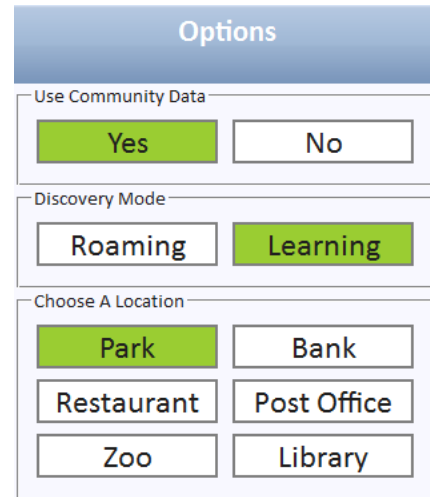 Options
Use Community Data
Yes No
Discovery Mode
Roaming Learning
Choose A Location
Park Bank
Restaurant Post Office
Zoo Library